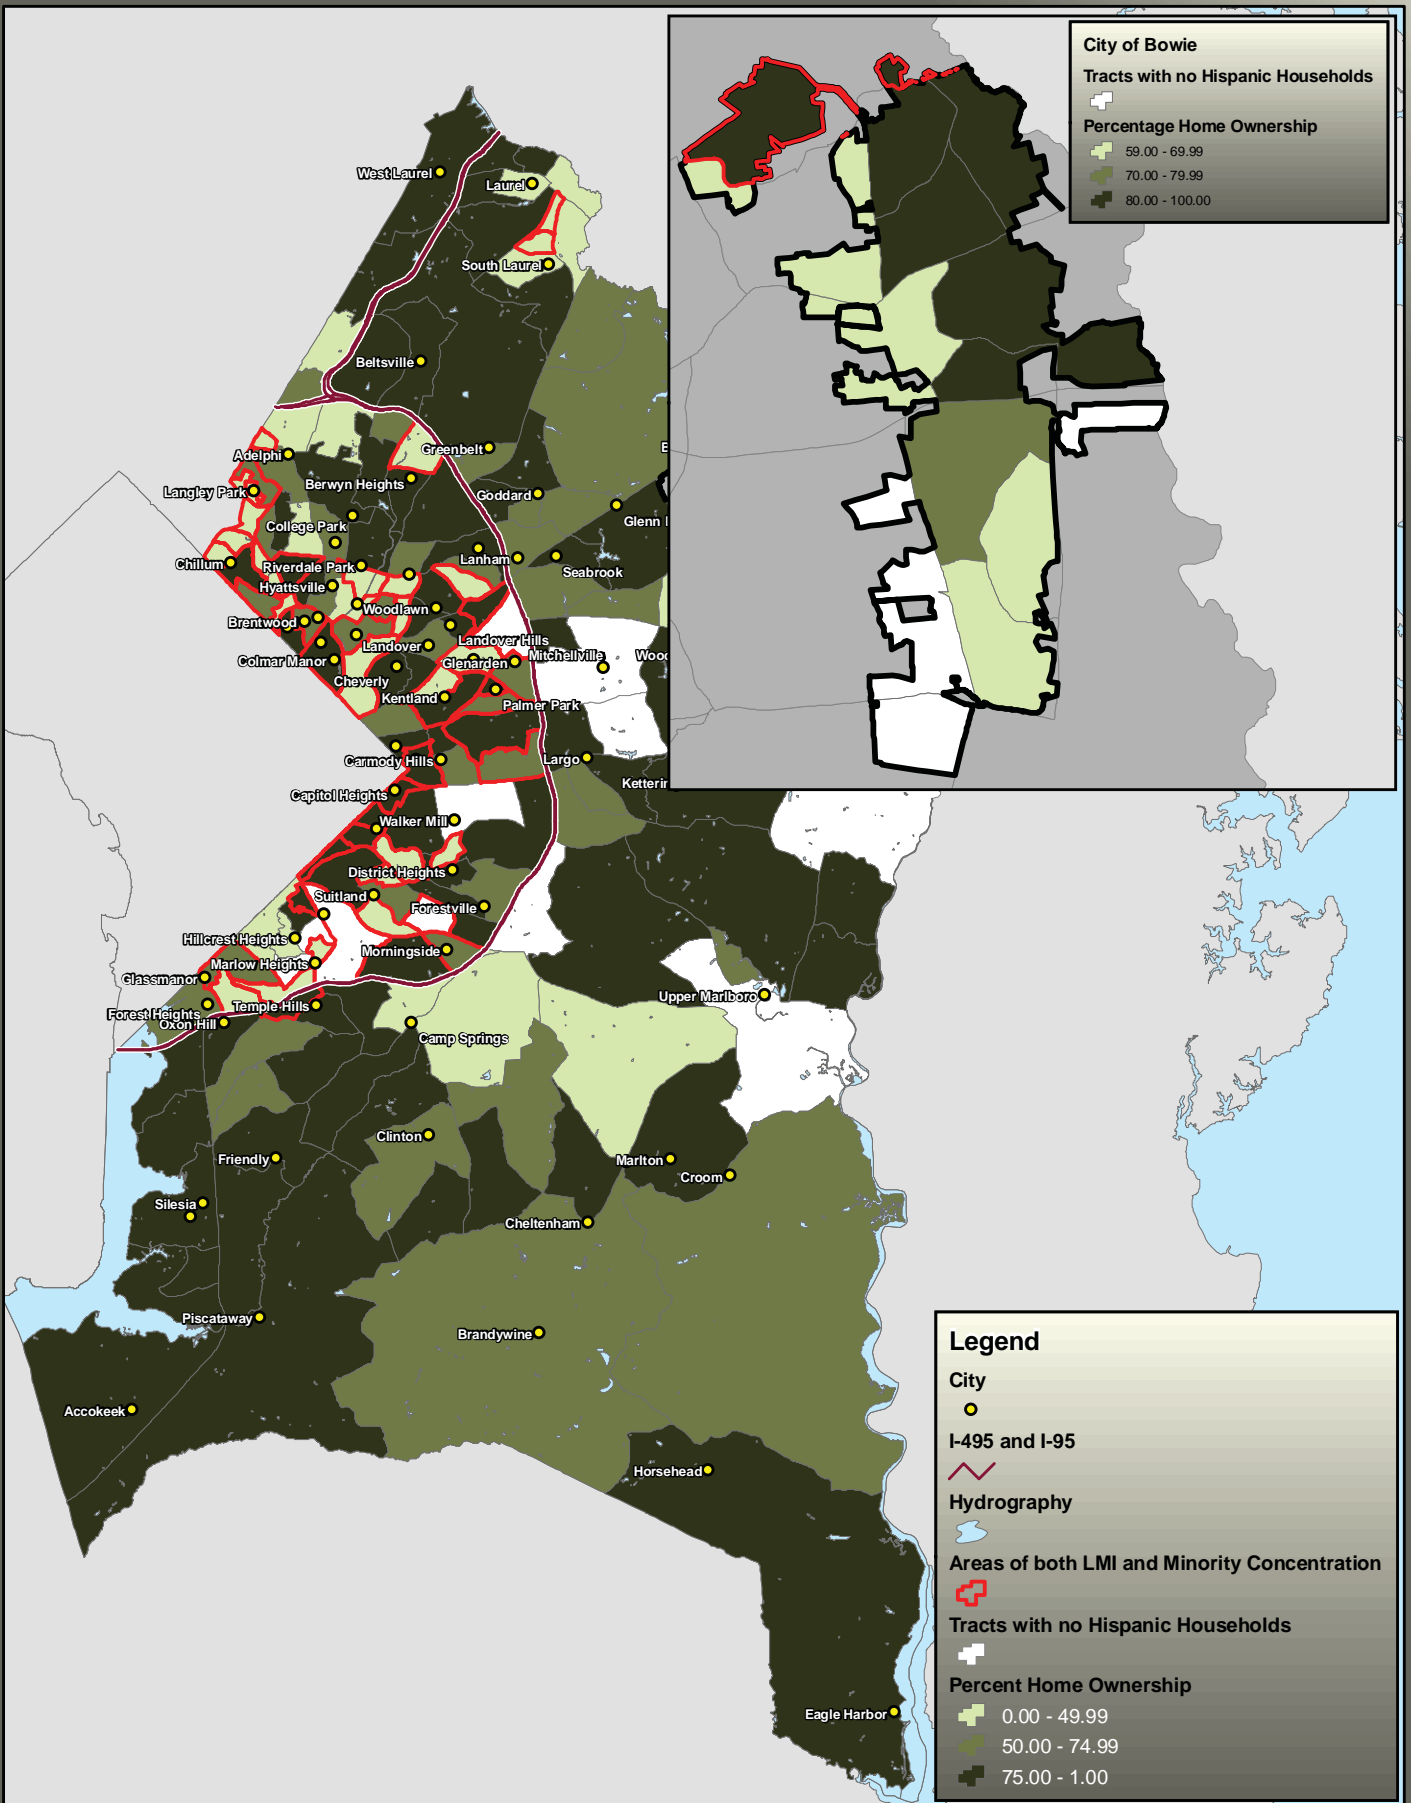 City of Bowie
Tracts with no Hispanic Households
Percentage Home Ownership
59.00 - 69.99
70.00 - 79.99
80.00 - 100.00
West Laurel
Laurel
South Laurel
Beltsville
Adelphi
Greenbelt
Berwyn Heights
Langley Park
Goddard
Glenn
College Park
Lanham
Seabrook
Chillum
Riverdale Park
Hyattsville
Woodlawn
Brentwood
Landover Hills
Landover
Mitchellville
Colmar Manor
Glenarden
Cheverly
Kentland
Palmer Park
Carmody Hills
Largo
Capitol Heights
Walker Mill
District Heights
Suitland
Forestville
Hillcrest Heights
Morningside
Marlow Heights
Glassmanor
Upper Marlboro
Temple Hills
Forest Heights
Oxon Hill
Camp Springs
Clinton
Friendly
Marlton
Croom
Silesia
Cheltenham
Piscataway
Brandywine
Accokeek
Horsehead
Eagle Harbor
Legend
City
I-495 and I-95
Hydrography
Areas of both LMI and Minority Concentration
Tracts with no Hispanic Households
Percent Home Ownership
0.00 - 49.99
50.00 - 74.99
75.00 - 1.00